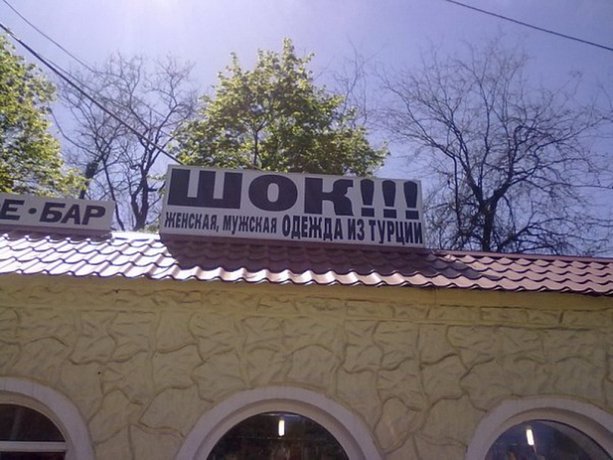 ШОК!!!
ЖЕНСКАЯ, МУЖСКАЯ ОДЕЖДА ИЗ ТУРЦИИ
Е • БАР